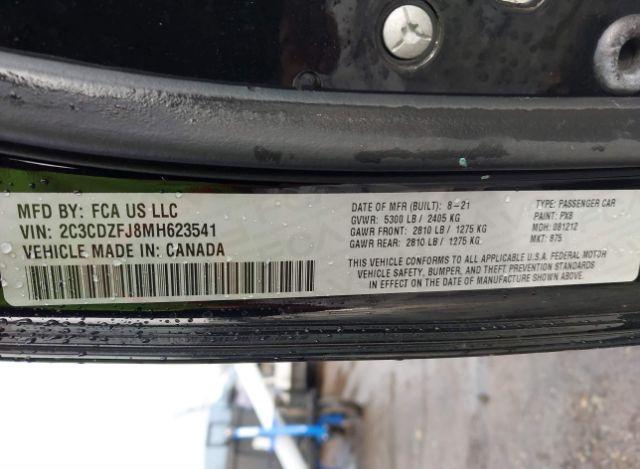 MFD BY: FCA US LLC
VIN: 2C3CDZFJ8MH623541
VEHICLE MADE IN: CANADA
DATE OF MFR (BUILT): 8-21
GVWR: 5300 LB / 2405 KG
GAWR FRONT: 2810 LB / 1275 KG
GAWR REAR: 2810 LB / 1275 KG
THIS VEHICLE CONFORMS TO ALL APPLICABLE U.S.A. FEDERAL MOTOR
VEHICLE SAFETY, BUMPER, AND THEFT PREVENTION STANDARDS
IN EFFECT ON THE DATE OF MANUFACTURE SHOWN ABOVE.
TYPE: PASSENGER CAR
PAINT: PX8
MDH: 081212
MKT: 875